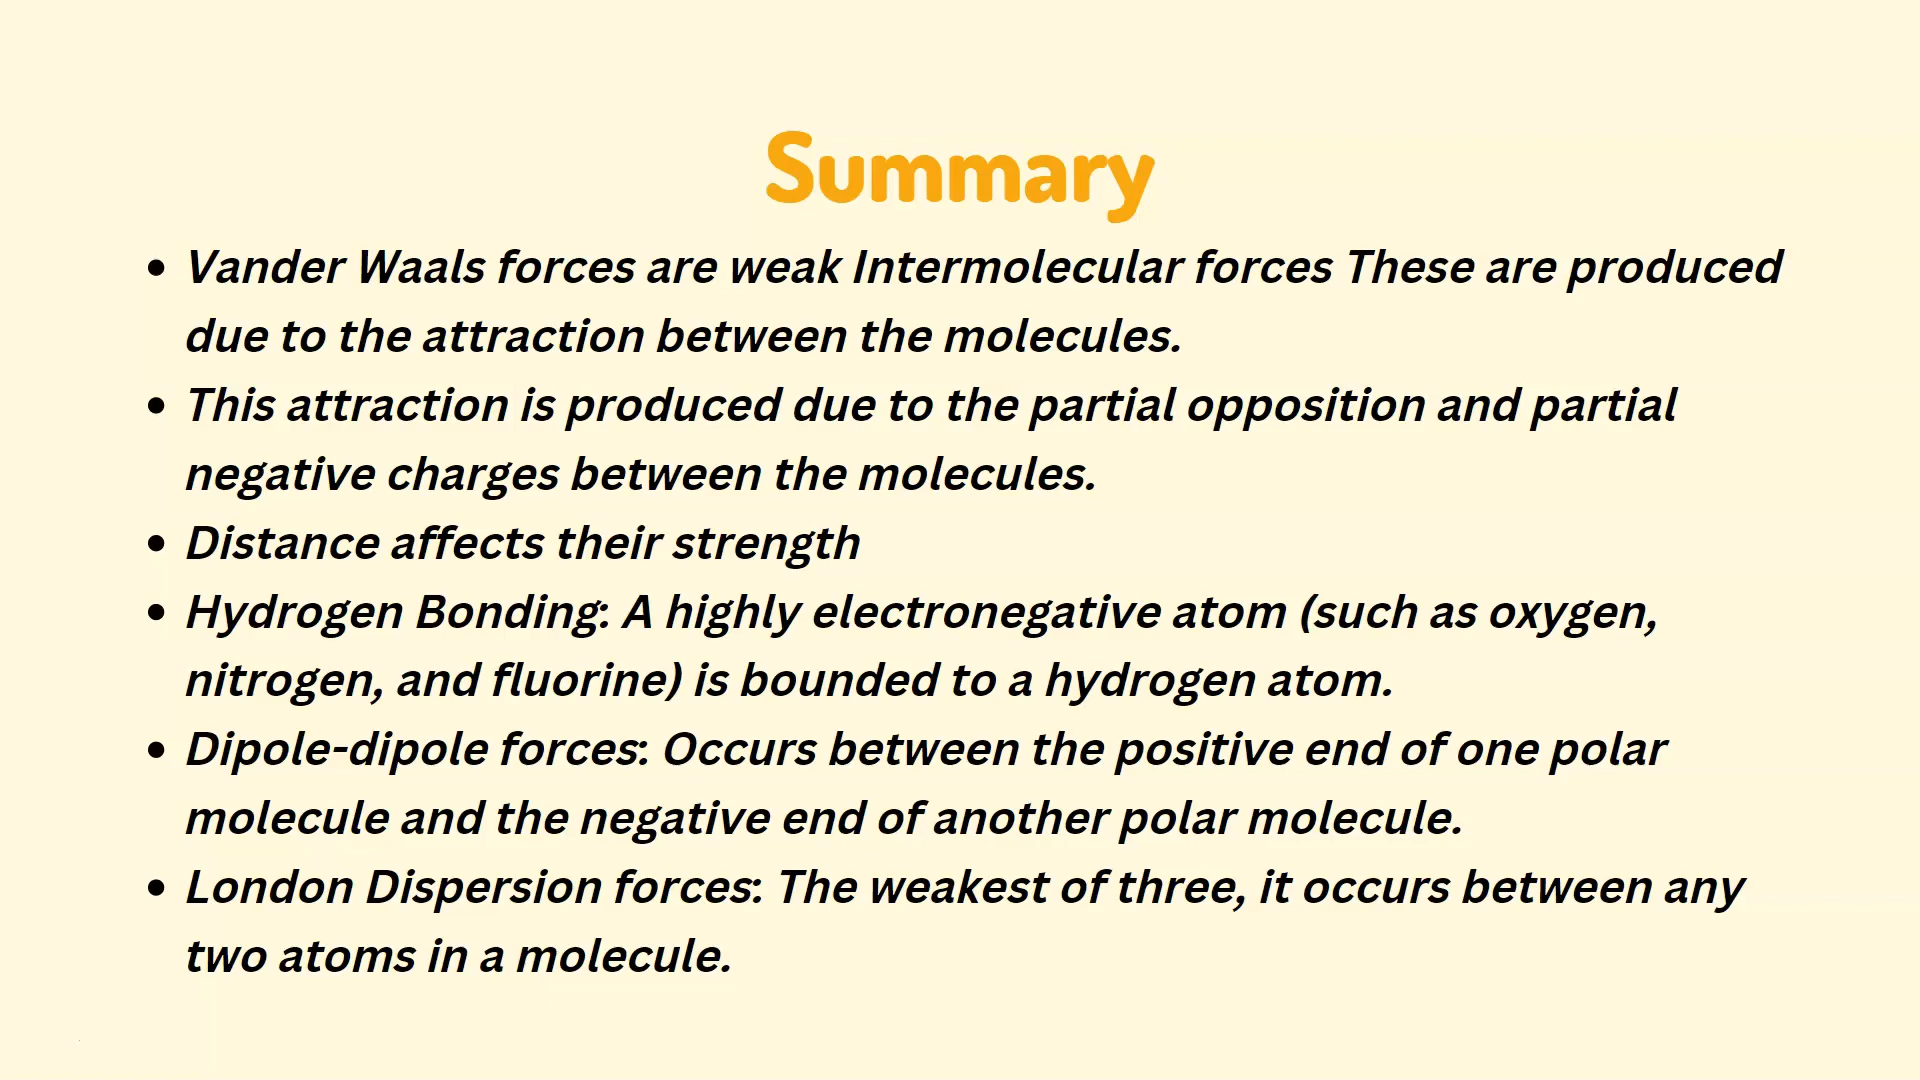 Summary
• Vander Waals forces are weak Intermolecular forces These are produced
due to the attraction between the molecules.
• This attraction is produced due to the partial opposition and partial
negative charges between the molecules.
• Distance affects their strength
• Hydrogen Bonding: A highly electronegative atom (such as oxygen,
nitrogen, and fluorine) is bounded to a hydrogen atom.
• Dipole-dipole forces: Occurs between the positive end of one polar
molecule and the negative end of another polar molecule.
• London Dispersion forces: The weakest of three, it occurs between any
two atoms in a molecule.